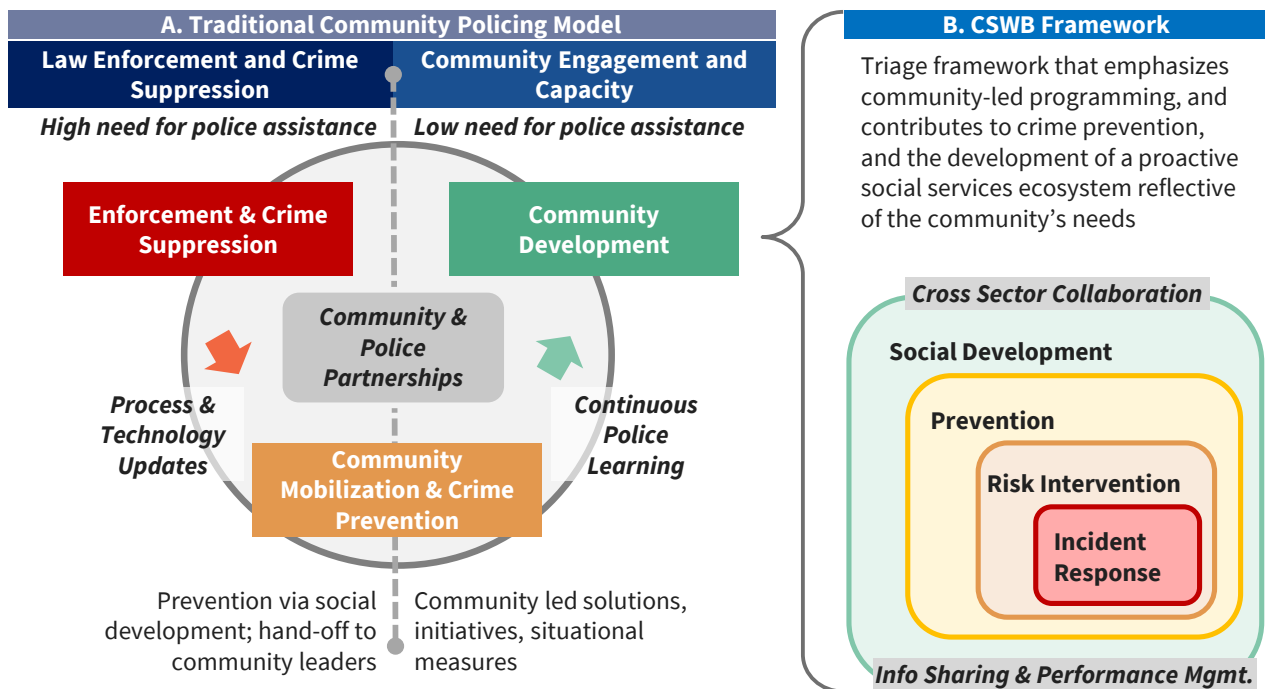 A. Traditional Community Policing Model
Law Enforcement and Crime
Suppression
Community Engagement and
Capacity
High need for police assistance
Low need for police assistance
Enforcement & Crime
Suppression
Community
Development
Community &
Police
Partnerships
Process &
Technology
Updates
Continuous
Police
Learning
Community
Mobilization & Crime
Prevention
Prevention via social
development; hand-off to
community leaders
Community led solutions,
initiatives, situational
measures
B. CSWB Framework
Triage framework that emphasizes
community-led programming, and
contributes to crime prevention,
and the development of a proactive
social services ecosystem reflective
of the community’s needs
Cross Sector Collaboration
Social Development
Prevention
Risk Intervention
Incident
Response
Info Sharing & Performance Mgmt.